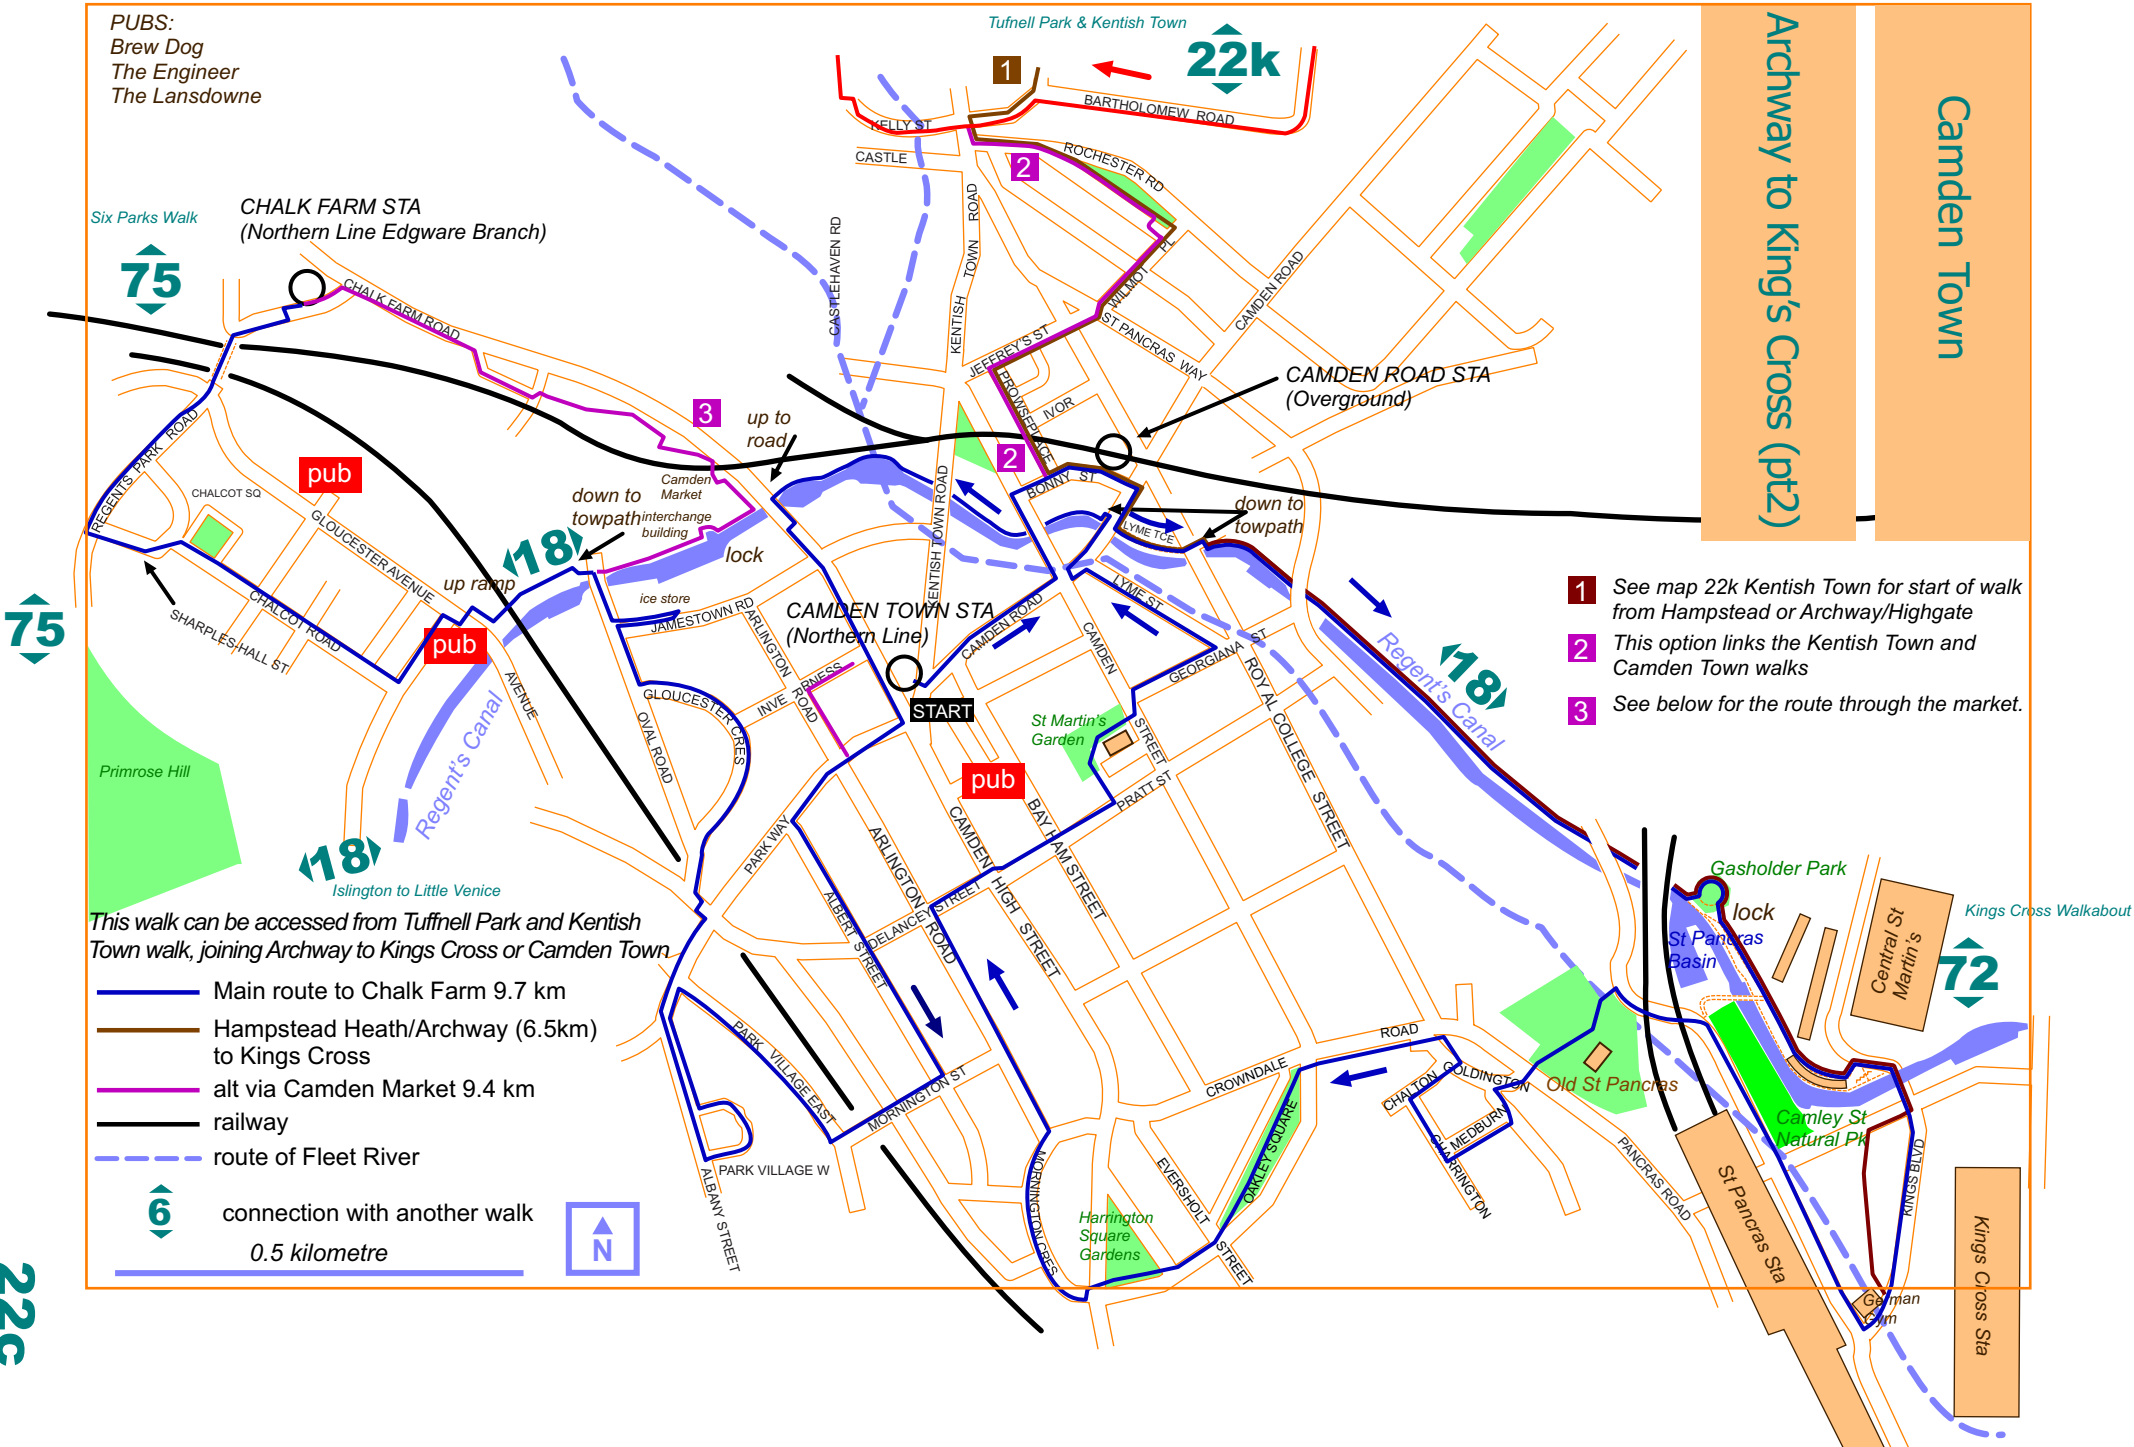 PUBS:
Brew Dog
The Engineer
The Lansdowne
Tufnell Park & Kentish Town
22k
1
BARTHOLOMEW ROAD
KELLY ST
CASTLE
2
ROCHESTER RD
Archway to King's Cross (pt2)
Camden Town
Six Parks Walk
75
CHALK FARM STA
(Northern Line Edgware Branch)
CHALK FARM ROAD
CASTLEHAVEN RD
KENTISH TOWN ROAD
WILMOT PL
CAMDEN ROAD
ST PANCRAS WAY
JEFFREY'S ST
PROWSE PLACE
IVOR
CAMDEN ROAD STA
(Overground)
3
up to
road
2
BONNY ST
REGENTS PARK ROAD
pub
CHALCOT SQ
GLOUCESTER AVENUE
Camden
Market
down to
towpath
interchange
building
lock
KENTISH TOWN ROAD
LYME TCE
down to
towpath
18
up ramp
ice store
JAMESTOWN RD
CAMDEN TOWN STA
(Northern Line)
LYME ST
CAMDEN ROAD
75
SHARPLES HALL ST
CHALCOT ROAD
pub
AVENUE
ARLINGTON ROAD
INVE RNESS
START
CAMDEN STREET
GEORGIANA ST
ROYAL COLLEGE STREET
Regent's Canal
18
1 See map 22k Kentish Town for start of walk
from Hampstead or Archway/Highgate
2 This option links the Kentish Town and
Camden Town walks
3 See below for the route through the market.
GLOUCESTER CRES
OVAL ROAD
St Martin's
Garden
pub
PRATT ST
Primrose Hill
Regent's Canal
18
Islington to Little Venice
PARK WAY
ARLINGTON ROAD
CAMDEN HIGH STREET
BAY HAM STREET
ALBERT STREET
DELANCEY STREET
Gasholder Park
lock
St Pancras
Basin
Central St
Martin's
Kings Cross Walkabout
72
This walk can be accessed from Tuffnell Park and Kentish
Town walk, joining Archway to Kings Cross or Camden Town
Main route to Chalk Farm 9.7 km
Hampstead Heath/Archway (6.5km)
to Kings Cross
alt via Camden Market 9.4 km
railway
route of Fleet River
6
connection with another walk
0.5 kilometre
N
22c
PARK VILLAGE EAST
MORNINGTON ST
PARK VILLAGE W
ALBANY STREET
MORNINGTON CRES
CROWNDALE ROAD
OAKLEY SQUARE
EVERSHOLT STREET
Harrington
Square
Gardens
CHALTON
GOLDINGTON
MEDBURN
CHARRINGTON
Old St Pancras
PANCRAS ROAD
Camley St
Natural Pk
St Pancras Sta
KINGS BLVD
Kings Cross Sta
German
Gym